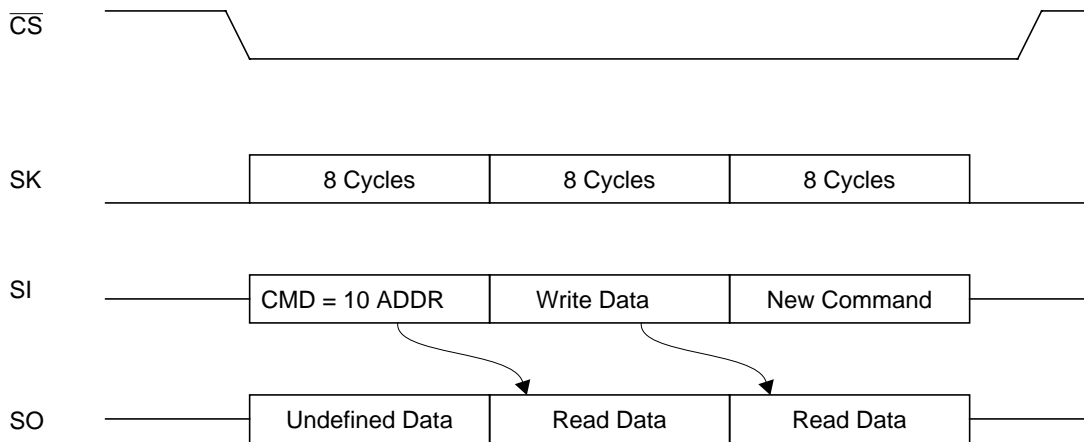 CS
SK
8 Cycles 8 Cycles 8 Cycles
SI
CMD = 10 ADDR Write Data New Command
SO
Undefined Data Read Data Read Data